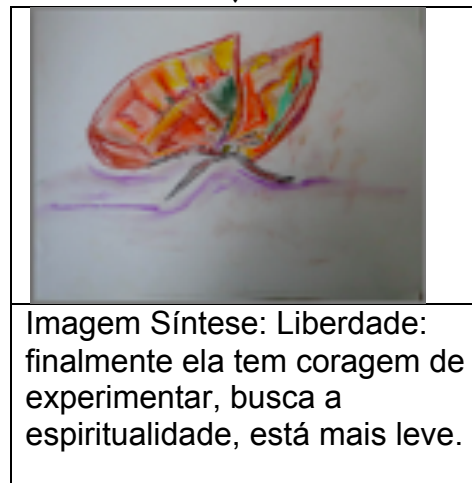 Imagem Síntese: Liberdade:
finalmente ela tem coragem de
experimentar, busca a
espiritualidade, está mais leve.